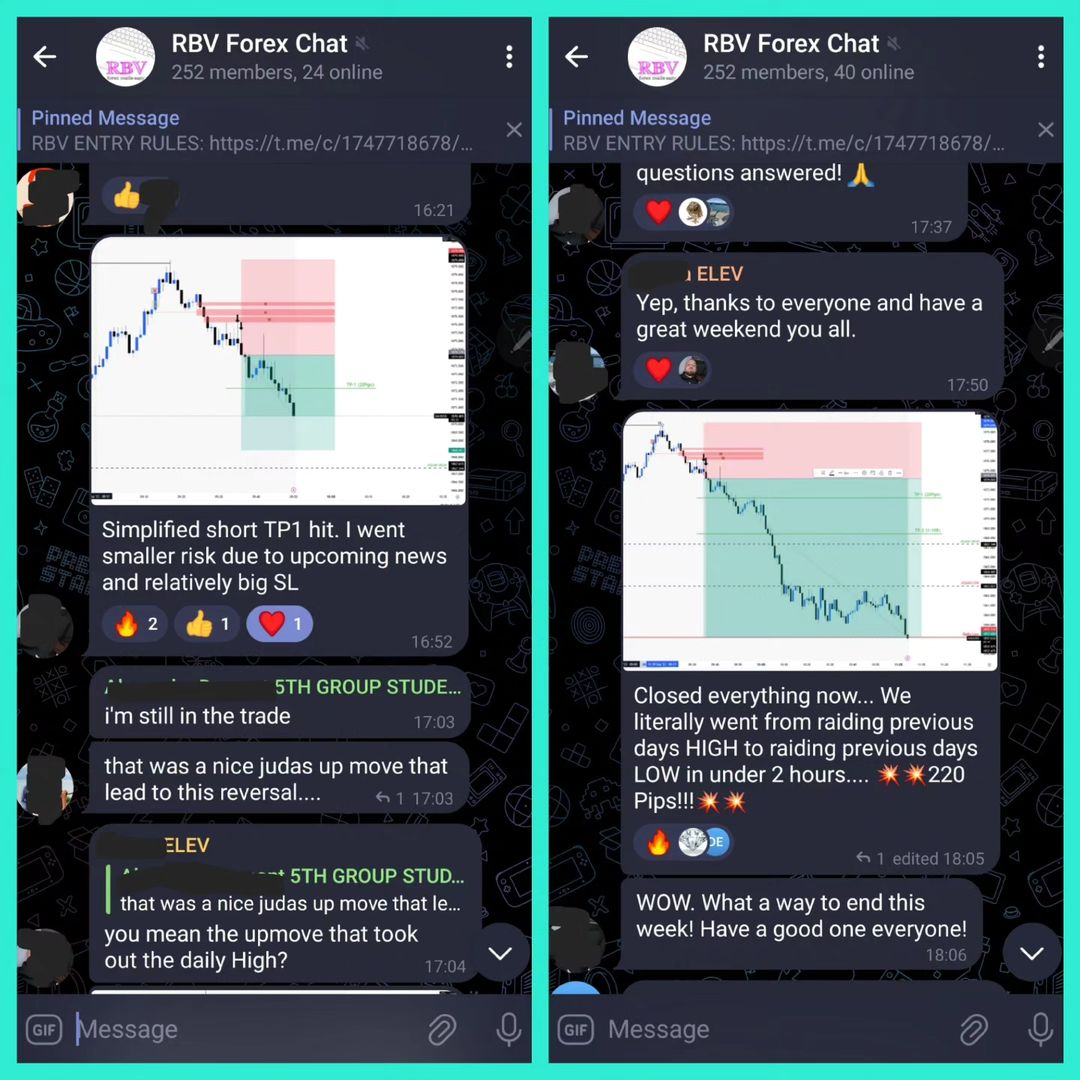 RBV Forex Chat
252 members, 24 online
Pinned Message
RBV ENTRY RULES: https://t.me/c/1747718678/...
RBV
16:21
TP-1 (20Pips)
Simplified short TP1 hit. I went
smaller risk due to upcoming news
and relatively big SL
🔥 2 👍 1 ❤️ 1
16:52
5TH GROUP STUDE...
i'm still in the trade
17:03
that was a nice judas up move that
lead to this reversal....
1 17:03
ELEV
5TH GROUP STUD...
that was a nice judas up move that le...
you mean the upmove that took
out the daily High?
17:04
GIF
Message
RBV Forex Chat
252 members, 40 online
Pinned Message
RBV ENTRY RULES: https://t.me/c/1747718678/...
RBV
questions answered! 🙏
17:37
ELEV
Yep, thanks to everyone and have a
great weekend you all.
17:50
Closed everything now... We
literally went from raiding previous
days HIGH to raiding previous days
LOW in under 2 hours.... 💥💥220
Pips!!!💥💥
DE
1 edited 18:05
WOW. What a way to end this
week! Have a good one everyone!
18:06
GIF
Message